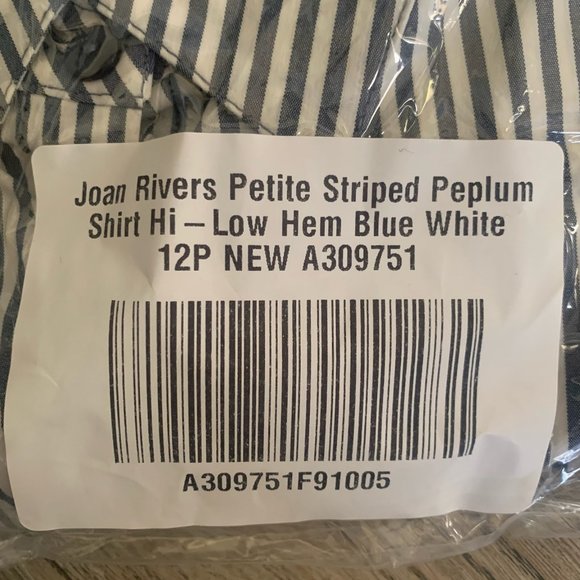 Joan Rivers Petite Striped Peplum
Shirt Hi – Low Hem Blue White
12P NEW A309751
A309751F91005